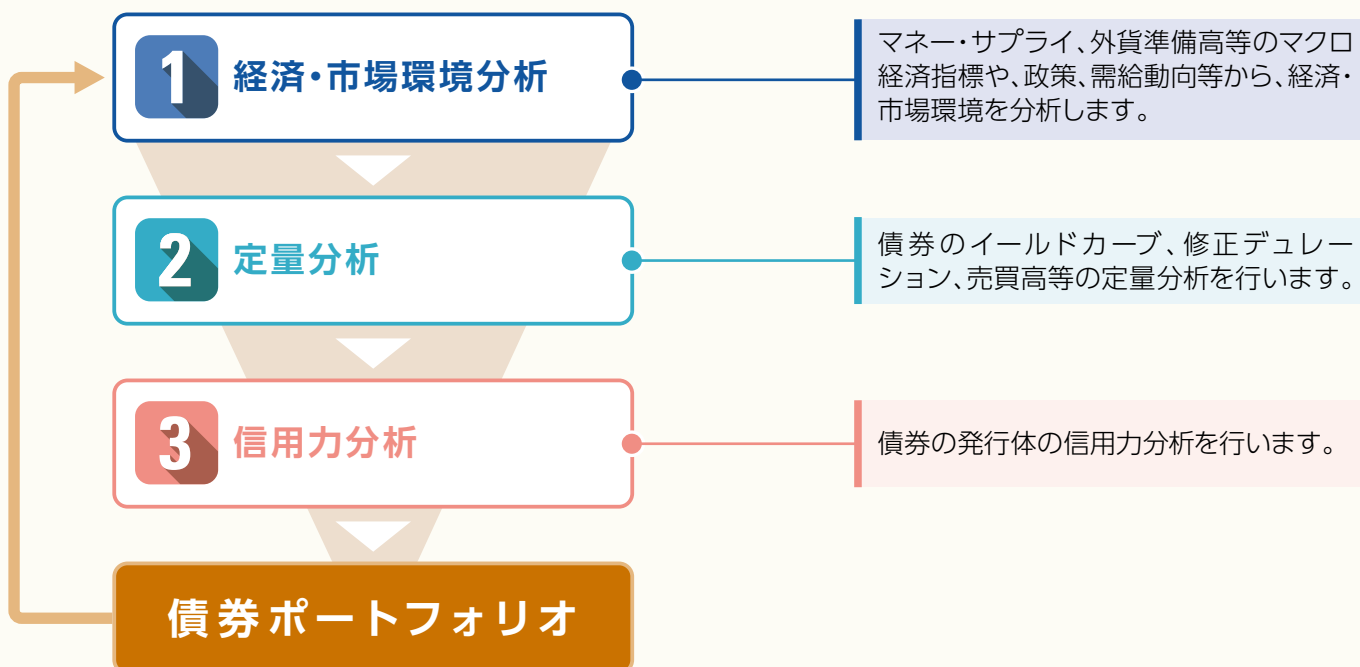 1 経済・市場環境分析
マネー・サプライ、外貨準備高等のマクロ
経済指標や、政策、需給動向等から、経済・
市場環境を分析します。
2 定量分析
債券のイールドカーブ、修正デュレー
ション、売買高等の定量分析を行います。
3 信用力分析
債券の発行体の信用力分析を行います。
債券ポートフォリオ